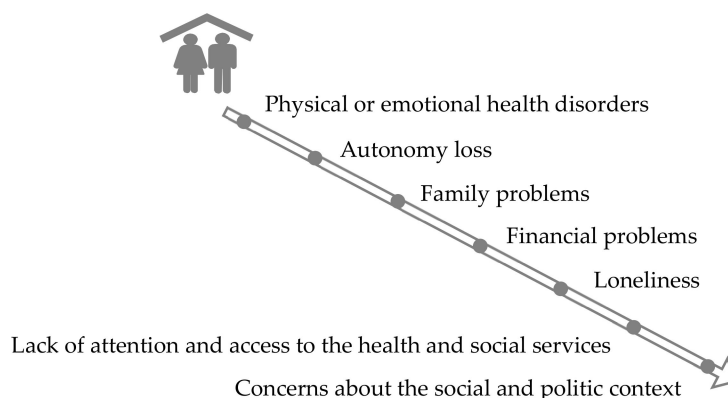 Physical or emotional health disorders
Autonomy loss
Family problems
Financial problems
Loneliness
Lack of attention and access to the health and social services
Concerns about the social and politic context